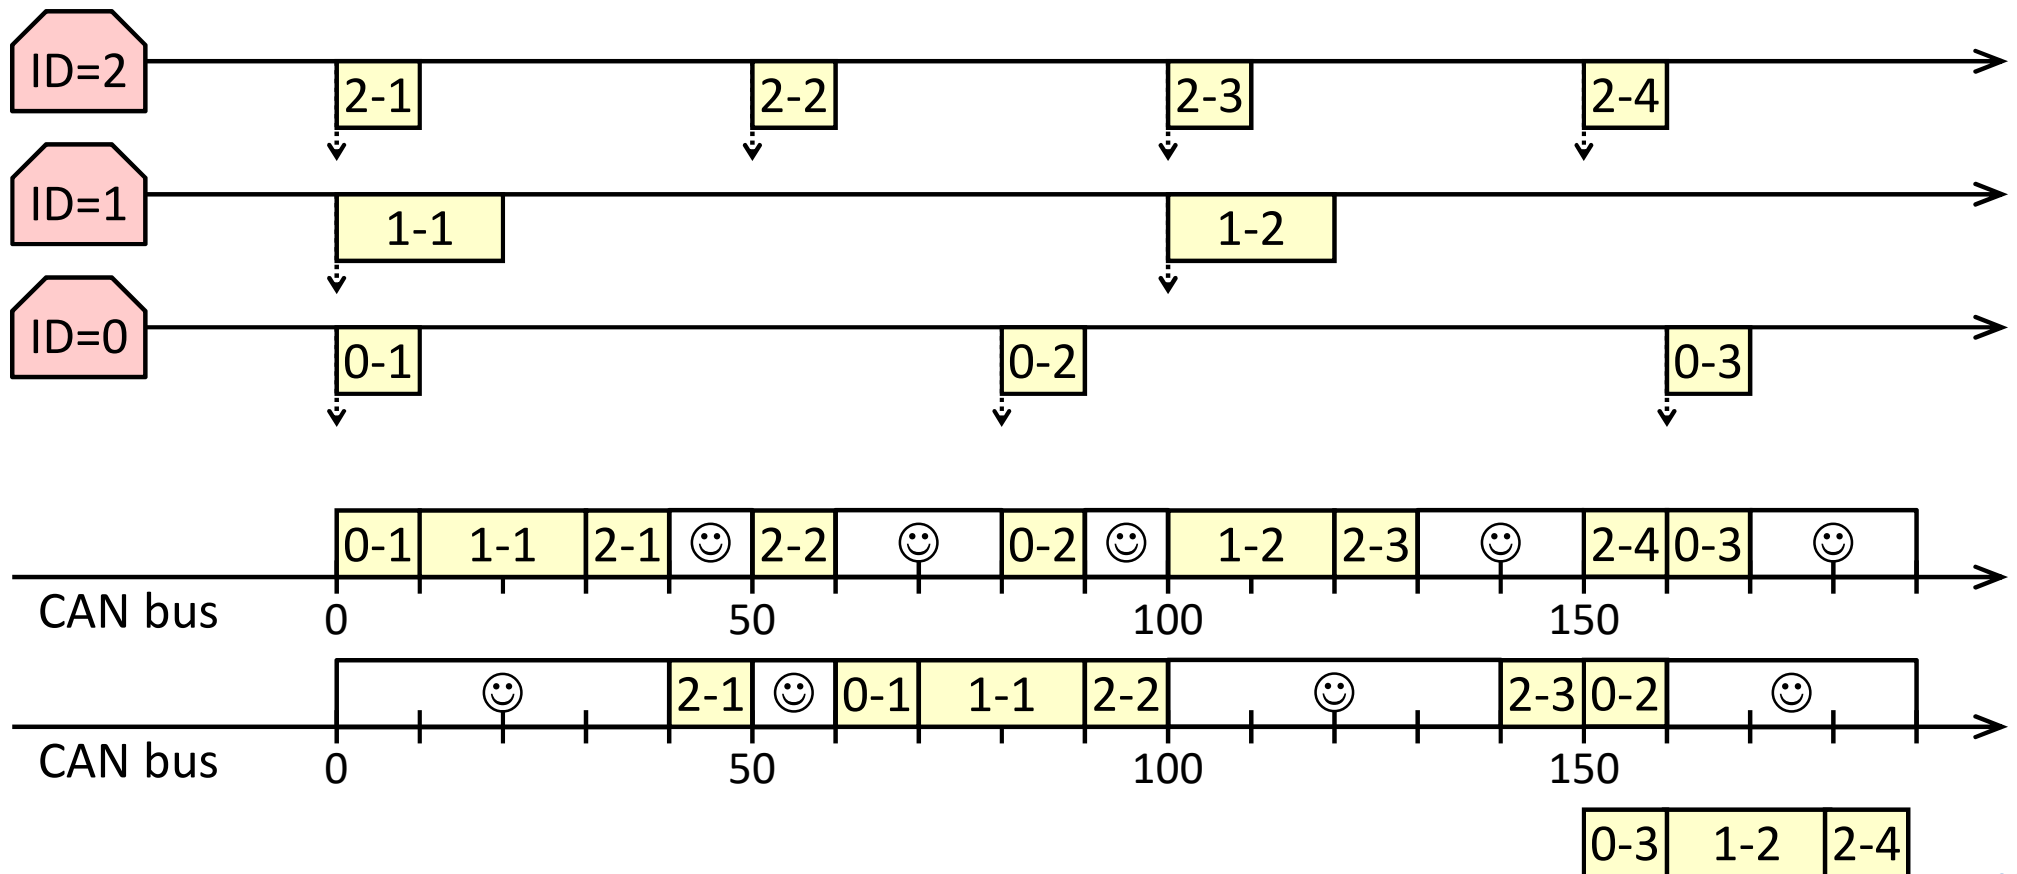 ID=2
2-1 2-2 2-3 2-4
ID=1
1-1 1-2
ID=0
0-1 0-2 0-3
0-1 1-1 2-1 2-2 0-2 1-2 2-3 2-4 0-3
CAN bus 0 50 100 150
2-1 0-1 1-1 2-2 2-3 0-2
CAN bus 0 50 100 150
0-3 1-2 2-4